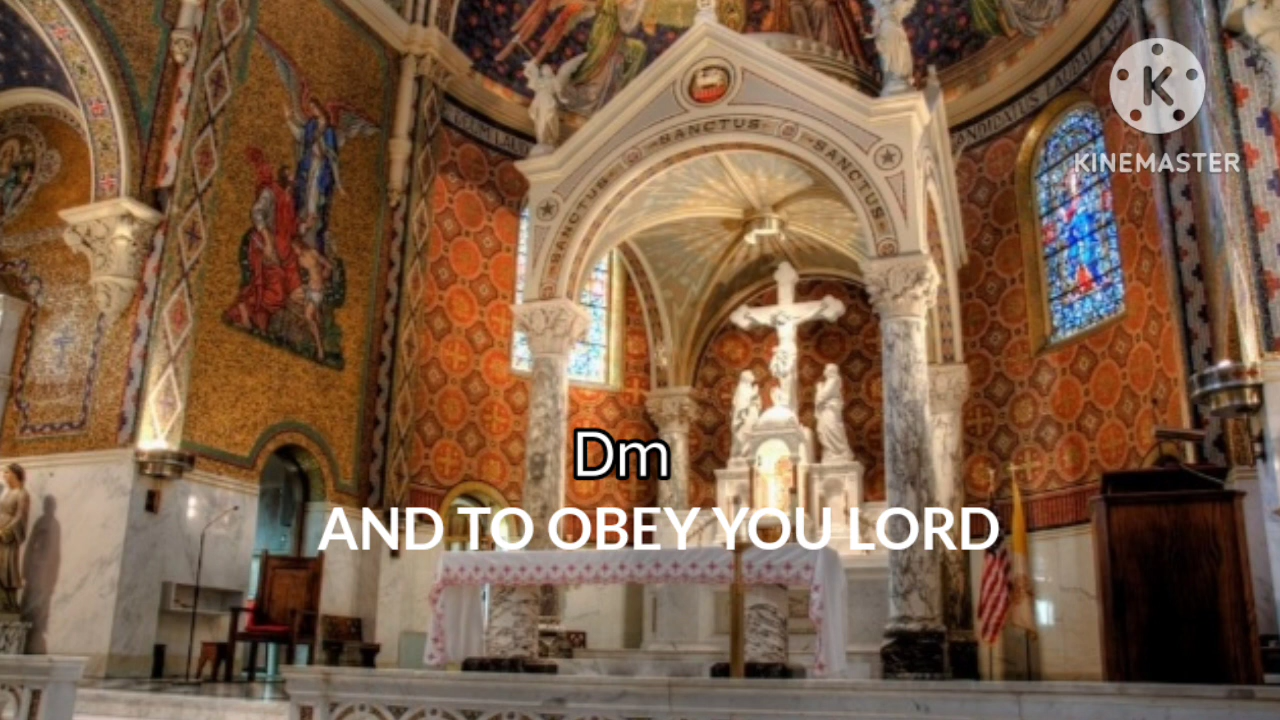 K
KINEMASTER
SANCTUS SANCTUS SANCTUS
Dm
AND TO OBEY YOU LORD